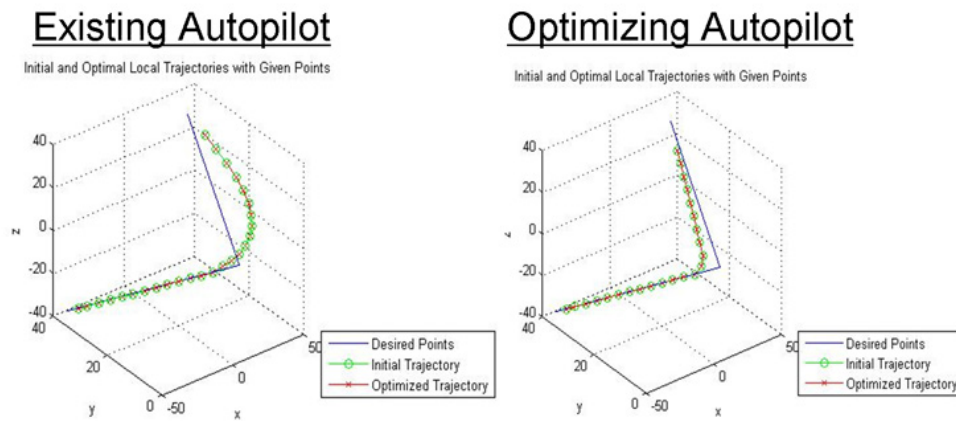 Existing Autopilot
Optimizing Autopilot
Initial and Optimal Local Trajectories with Given Points
Initial and Optimal Local Trajectories with Given Points
40
20
0
-20
-40
z
40
20
0
y
-50
0
50
x
Desired Points
Initial Trajectory
Optimized Trajectory
40
20
0
-20
-40
z
40
20
0
y
-50
0
50
x
Desired Points
Initial Trajectory
Optimized Trajectory